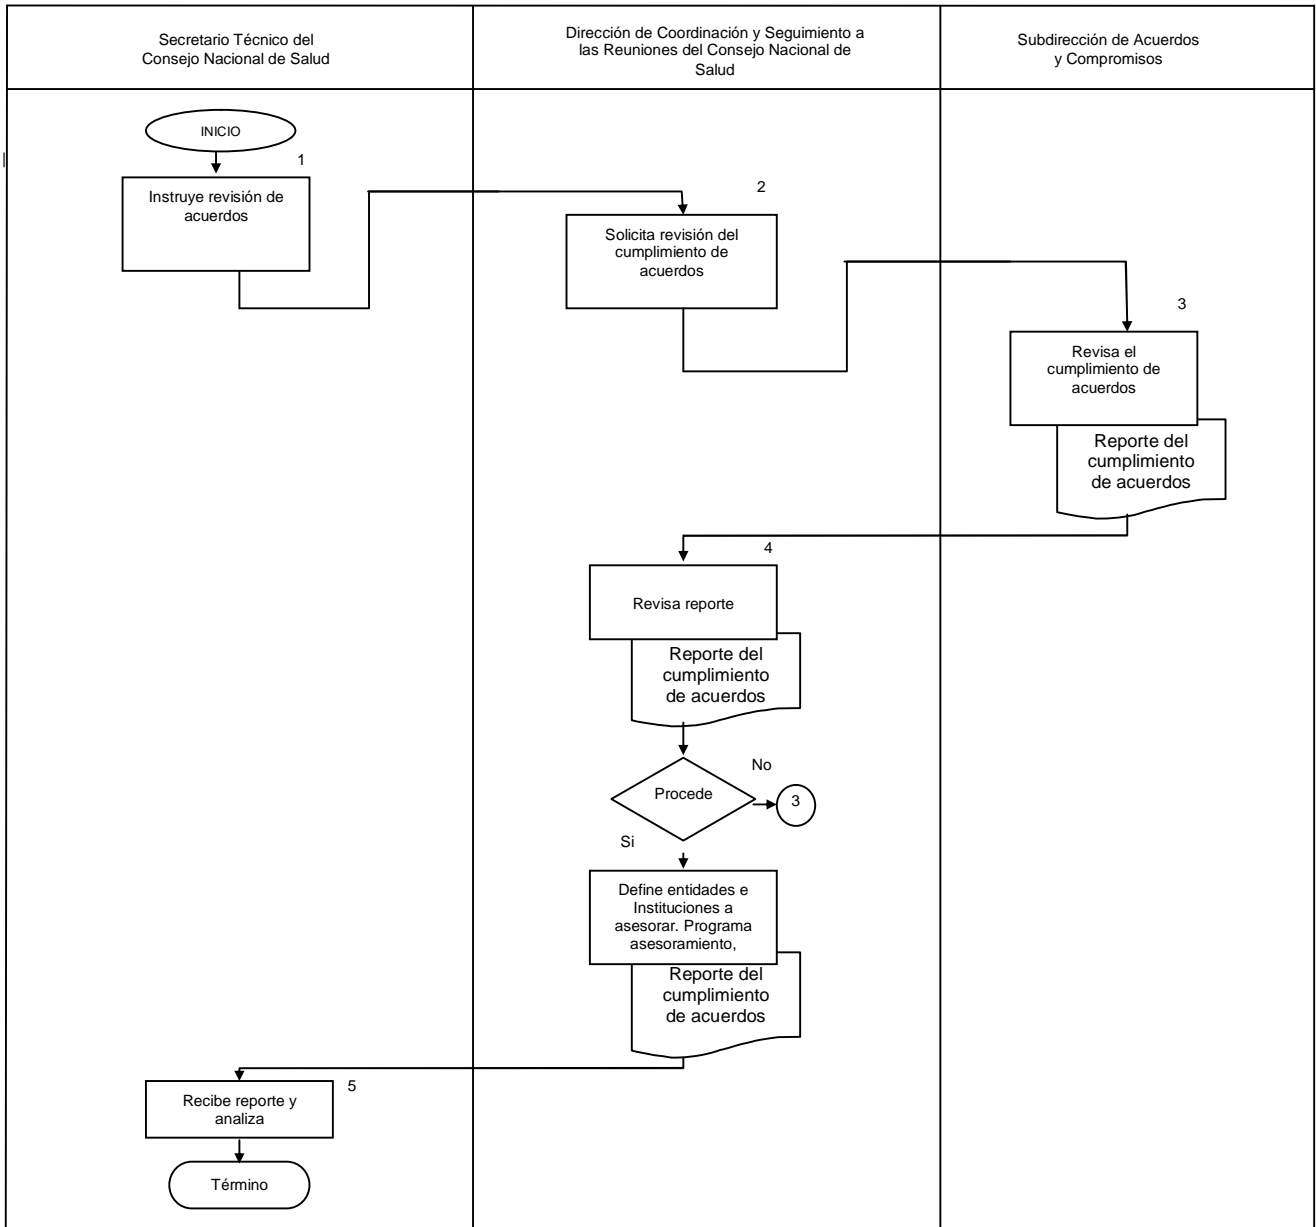 Secretario Técnico del
Consejo Nacional de Salud
Dirección de Coordinación y Seguimiento a
las Reuniones del Consejo Nacional de
Salud
Subdirección de Acuerdos
y Compromisos
INICIO
1
Instruye revisión de
acuerdos
2
Solicita revisión del
cumplimiento de
acuerdos
3
Revisa el
cumplimiento de
acuerdos
Reporte del
cumplimiento
de acuerdos
4
Revisa reporte
Reporte del
cumplimiento
de acuerdos
Procede
No
3
Si
Define entidades e
Instituciones a
asesorar. Programa
asesoramiento,
Reporte del
cumplimiento
de acuerdos
5
Recibe reporte y
analiza
Término